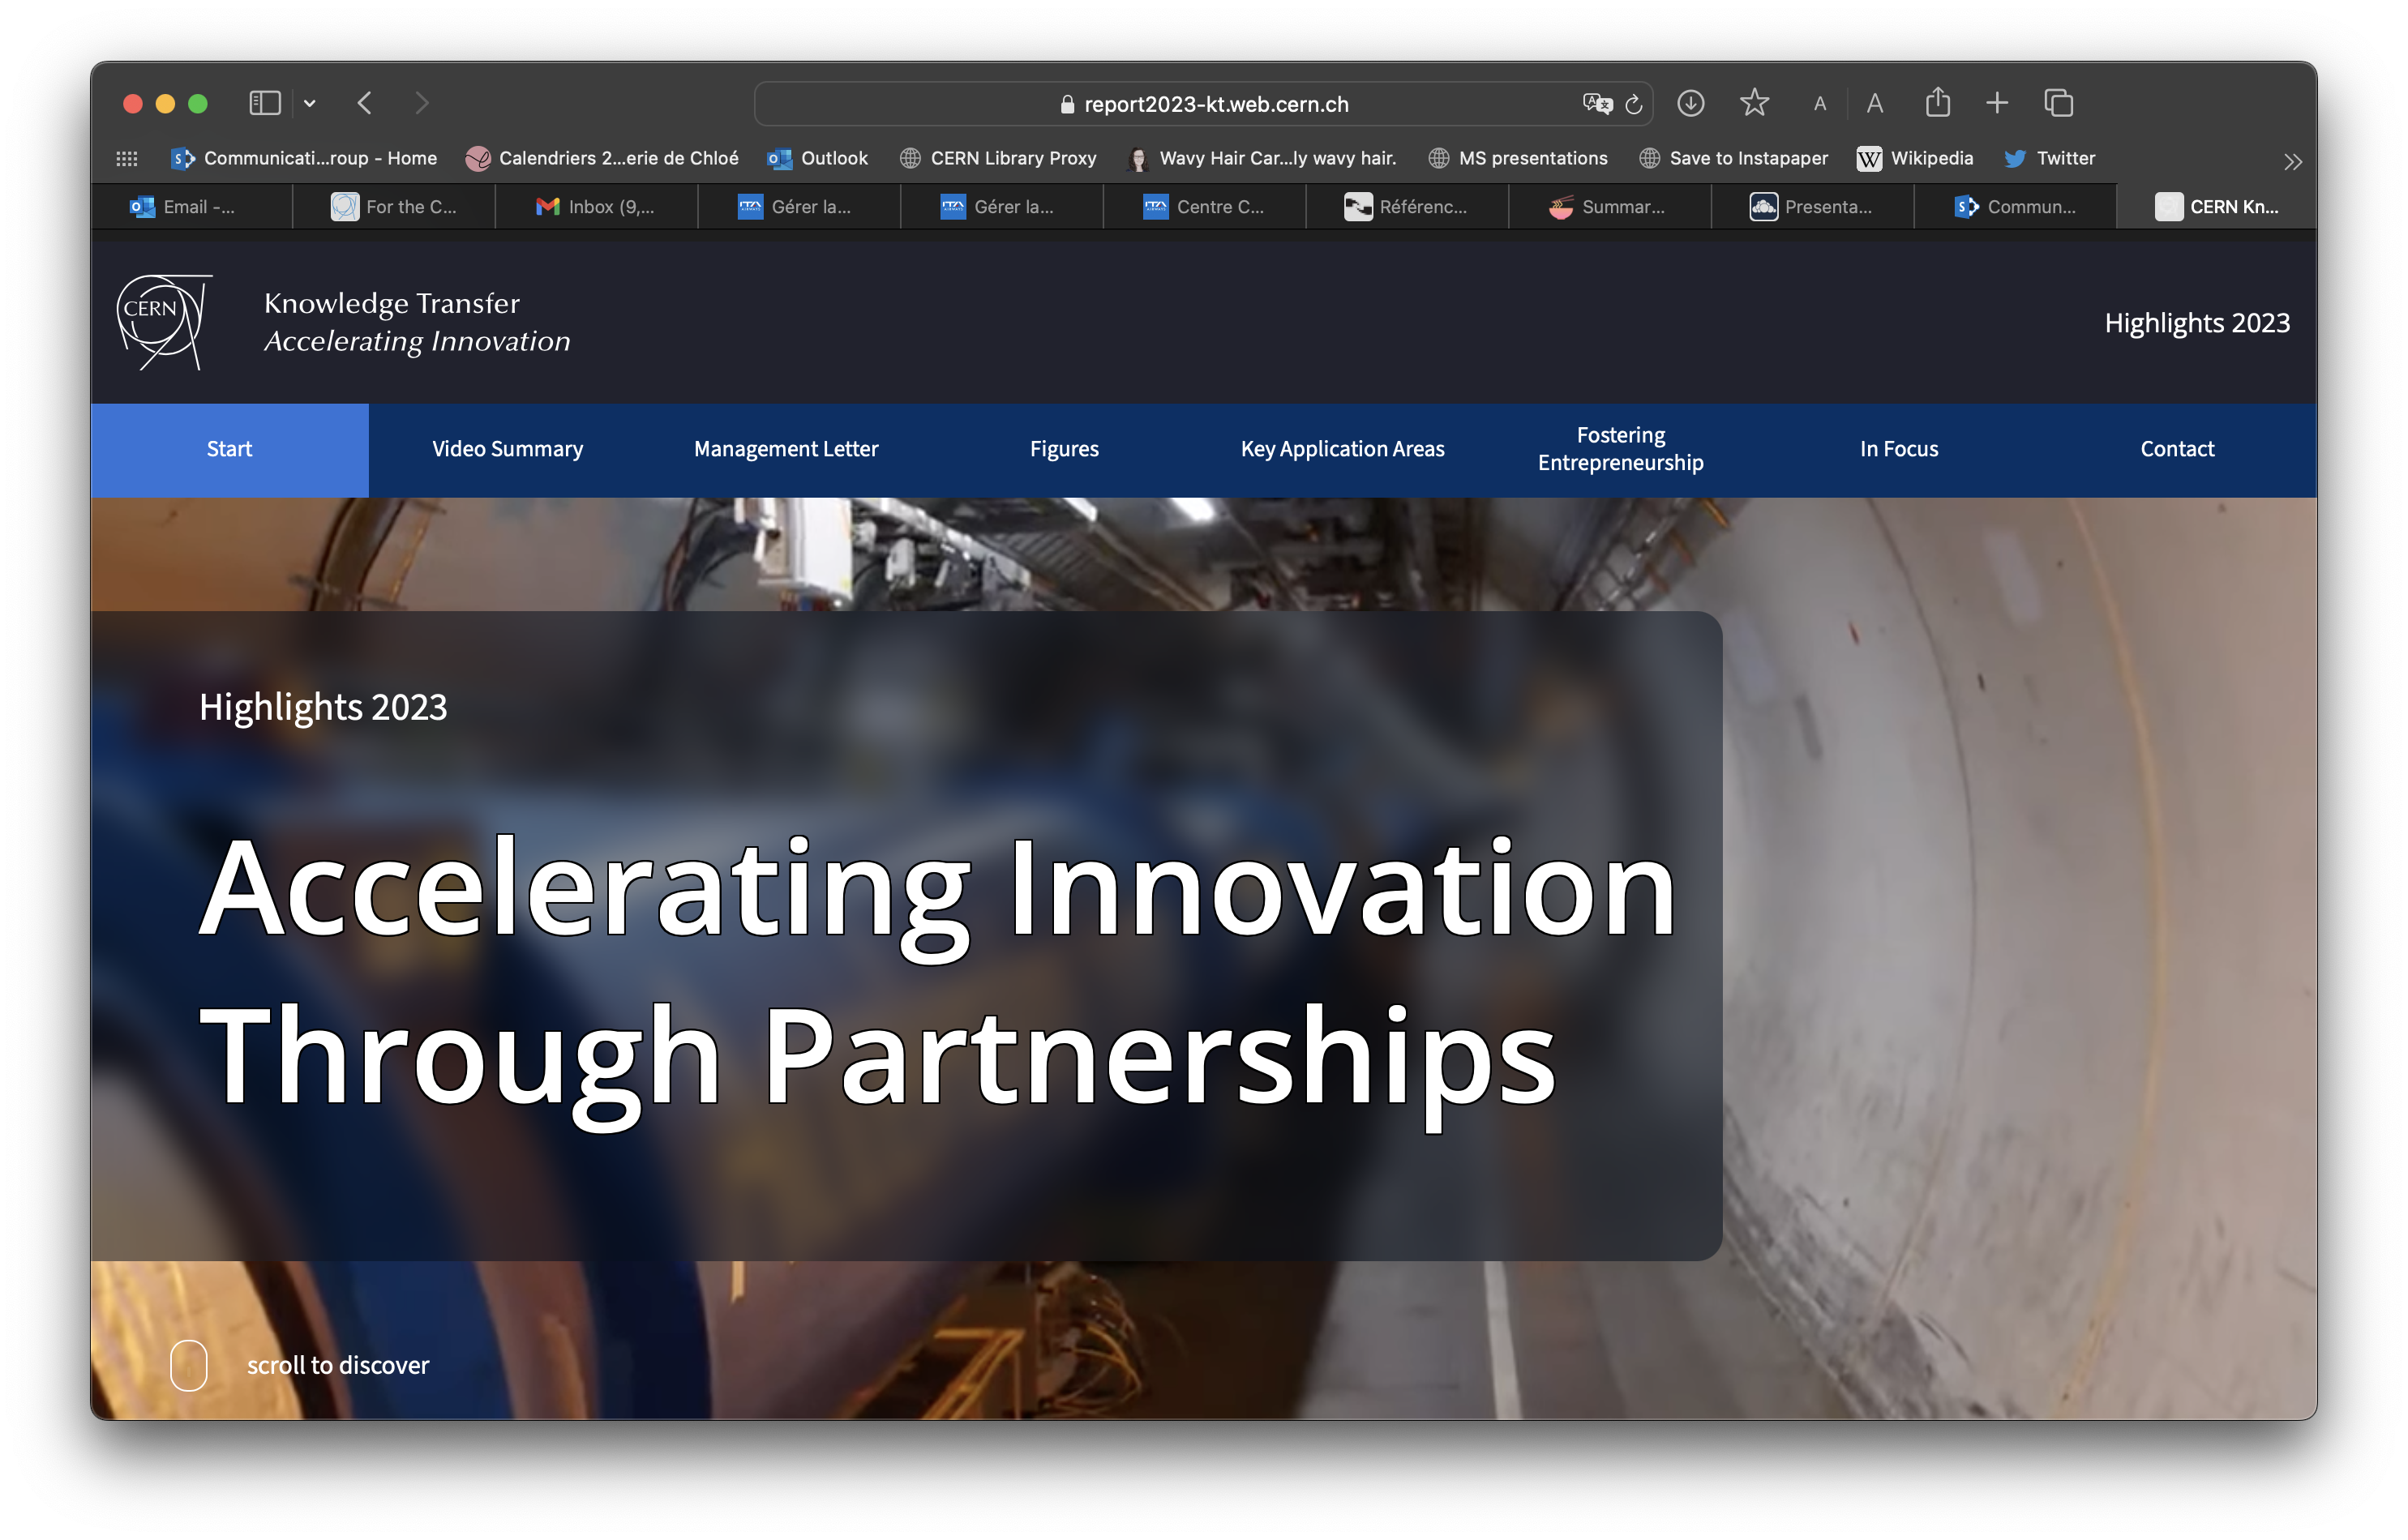 report2023-kt.web.cern.ch
A A
Communicati...roup - Home Calendriers 2...erie de Chloé Outlook CERN Library Proxy Wavy Hair Car...ly wavy hair. MS presentations Save to Instapaper W Wikipedia Twitter
Email -... For the C... Inbox (9,... Gérer la... Gérer la... Centre C... Référenc... Summar... Presenta... Commun... CERN Kn...
CERN
Knowledge Transfer
Accelerating Innovation
Highlights 2023
Start Video Summary Management Letter Figures Key Application Areas Fostering Entrepreneurship In Focus Contact
Highlights 2023
Accelerating Innovation
Through Partnerships
scroll to discover